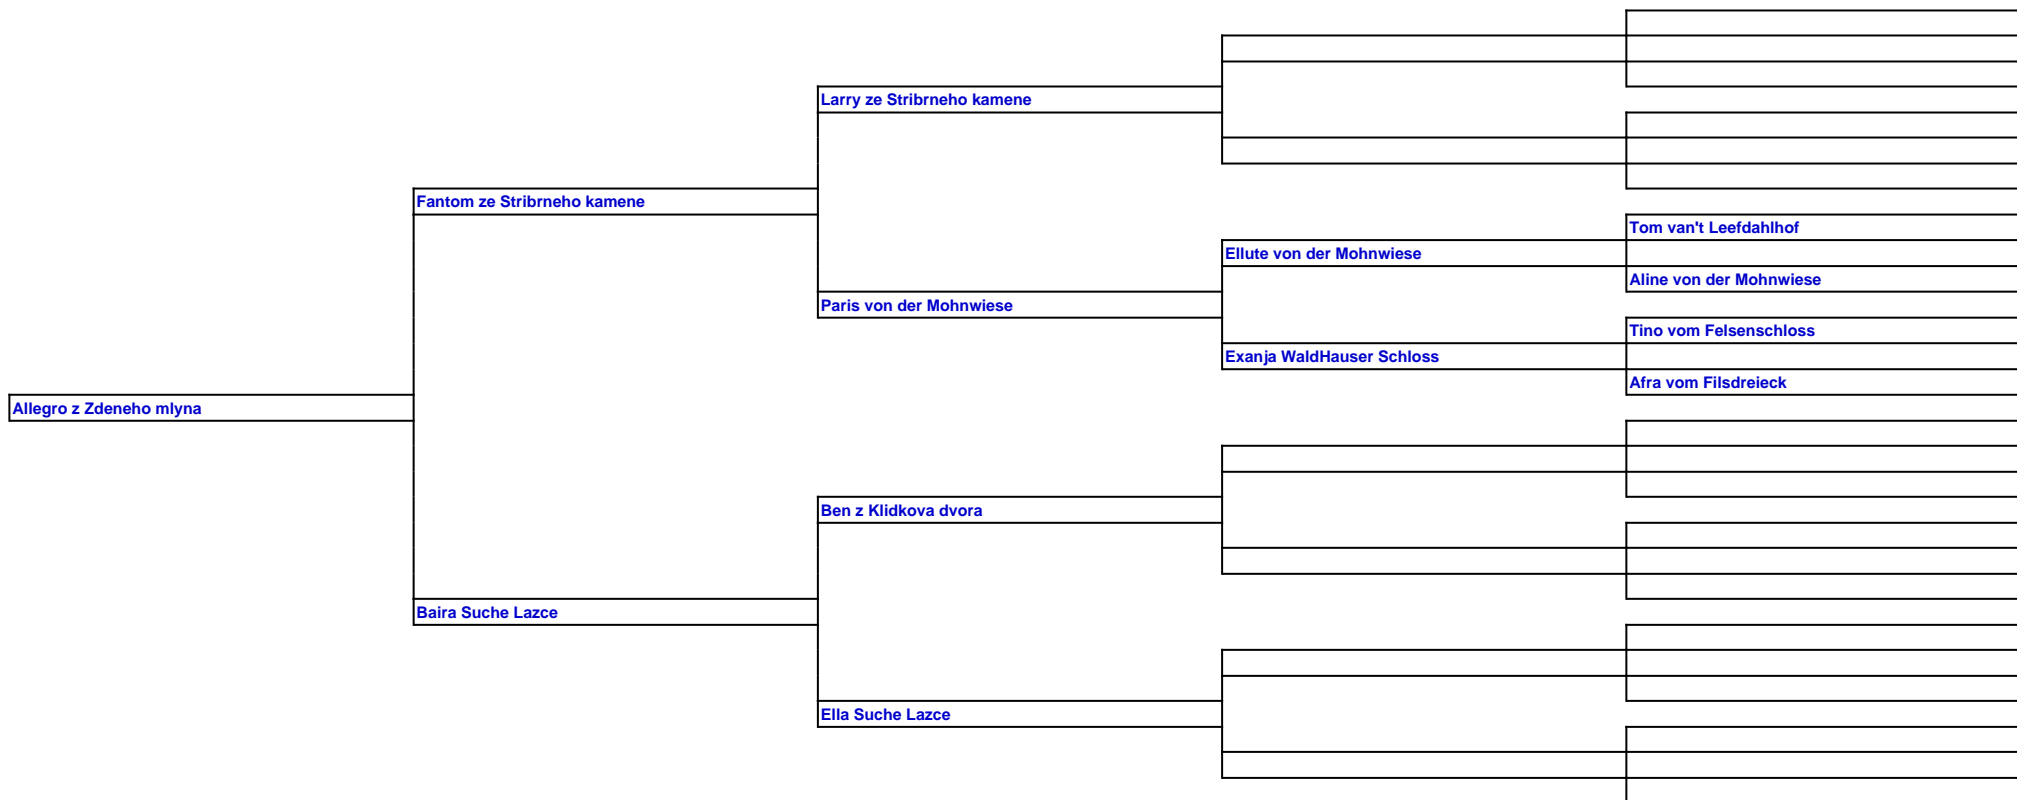 Larry ze Stribrneho kamene
Fantom ze Stribrneho kamene
Tom van't Leefdahlhof
Ellute von der Mohnwiese
Aline von der Mohnwiese
Paris von der Mohnwiese
Tino vom Felsenschloss
Exanja WaldHauser Schloss
Afra vom Filsdreieck
Allegro z Zdeneho mlyna
Ben z Klidkova dvora
Baira Suche Lazce
Ella Suche Lazce